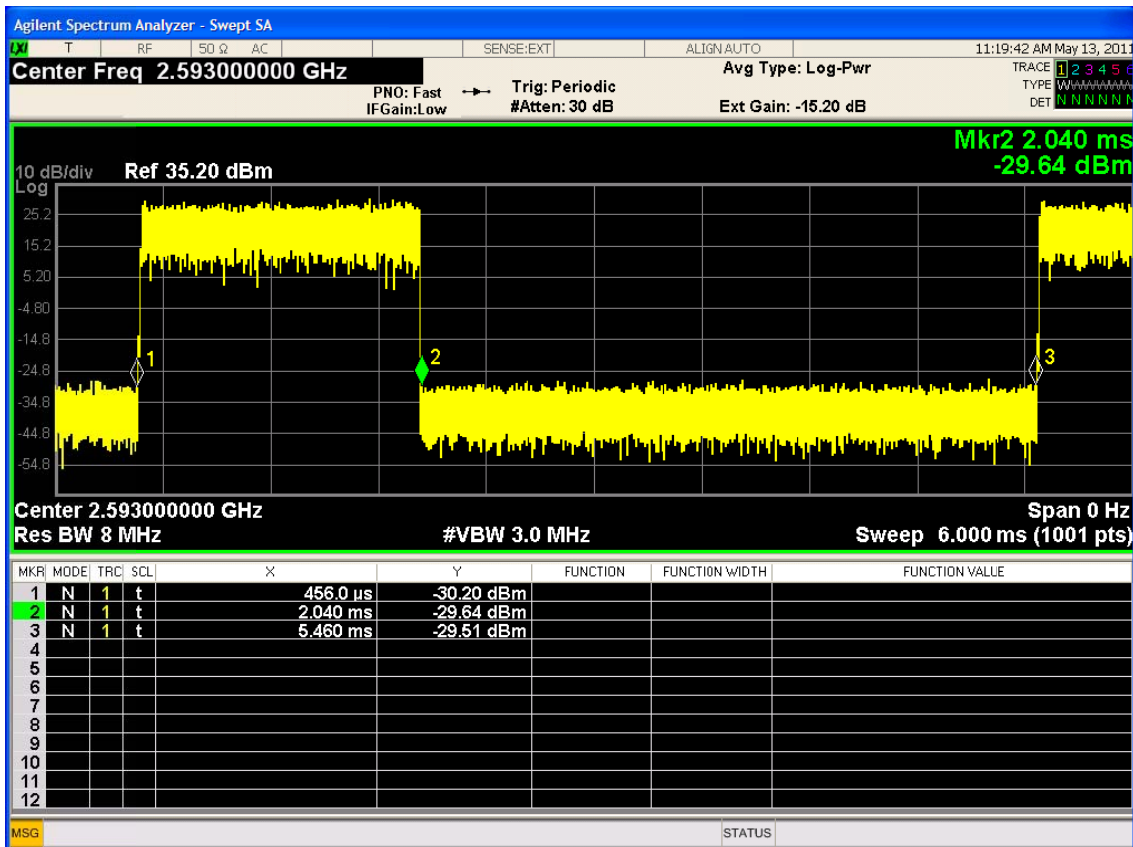 Agilent Spectrum Analyzer - Swept SA
LXI T RF 50 Ω AC SENSE:EXT ALIGN AUTO 11:19:42 AM May 13, 2011
Center Freq 2.593000000 GHz Avg Type: Log-Pwr TRACE 1 2 3 4 5 6
PNO: Fast Trig: Periodic TYPE
IFGain:Low #Atten: 30 dB Ext Gain: -15.20 dB DET N N N N N N
Mkr2 2.040 ms
10 dB/div Ref 35.20 dBm -29.64 dBm
Log
25.2
15.2
5.20
-4.80
-14.8
1 2 3
-24.8
-34.8
-44.8
-54.8
Center 2.593000000 GHz Span 0 Hz
Res BW 8 MHz #VBW 3.0 MHz Sweep 6.000 ms (1001 pts)
MKR MODE TRC SCL X Y FUNCTION FUNCTION WIDTH FUNCTION VALUE
1 N 1 t 456.0 µs -30.20 dBm
2 N 1 t 2.040 ms -29.64 dBm
3 N 1 t 5.460 ms -29.51 dBm
4
5
6
7
8
9
10
11
12
MSG STATUS